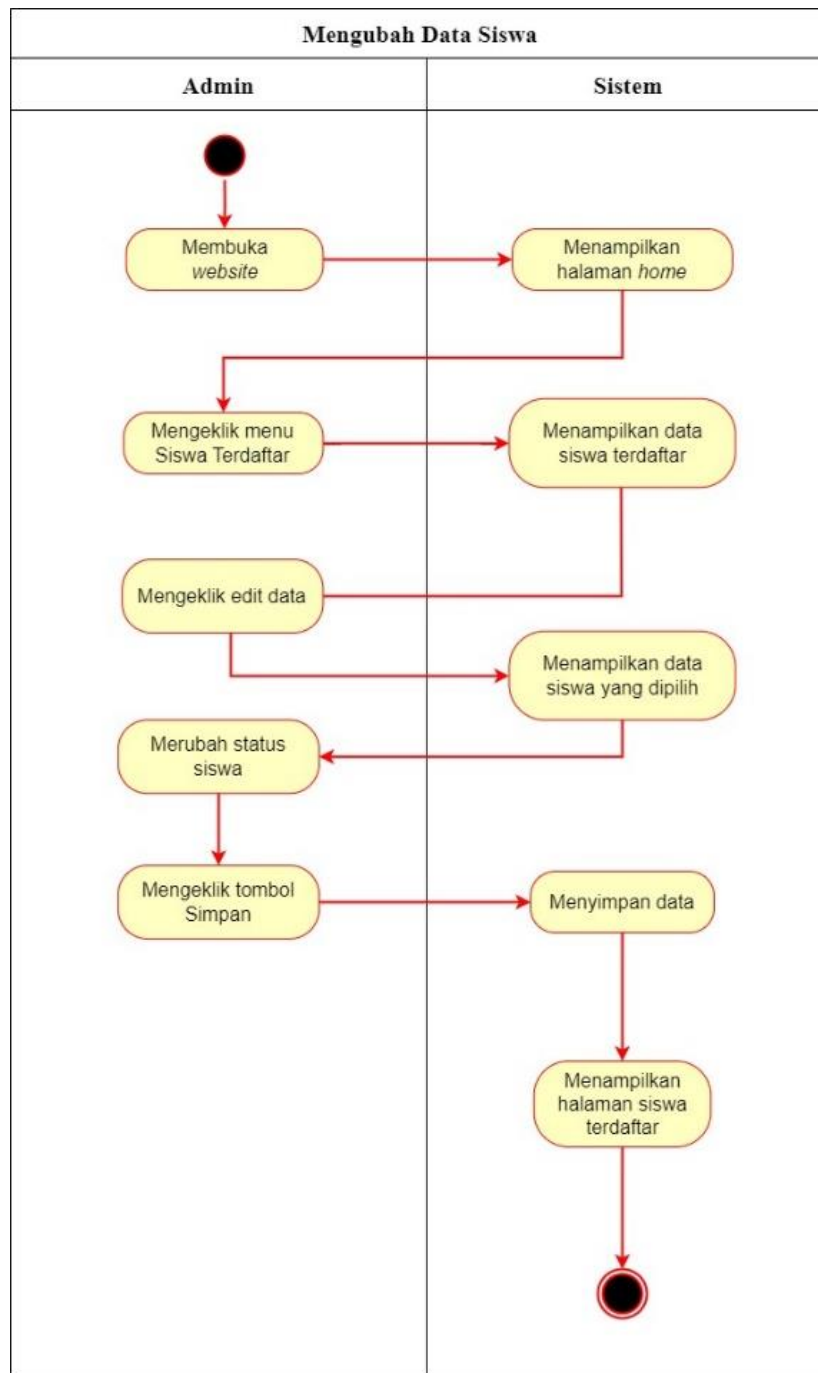 Mengubah Data Siswa
Admin
Sistem
Membuka
website
Menampilkan
halaman home
Mengeklik menu
Siswa Terdaftar
Menampilkan data
siswa terdaftar
Mengeklik edit data
Menampilkan data
siswa yang dipilih
Merubah status
siswa
Mengeklik tombol
Simpan
Menyimpan data
Menampilkan
halaman siswa
terdaftar